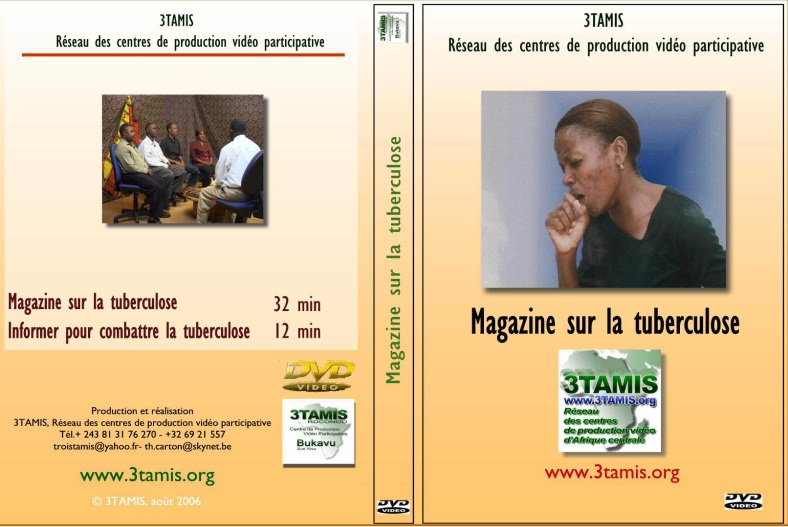 3TAMIS
Réseau des centres de production vidéo participative
Magazine sur la tuberculose 32 min
Informer pour combattre la tuberculose 12 min
DVD
VIDEO
Production et réalisation
3TAMIS, Réseau des centres de production vidéo participative
Tél.+ 243 81 31 76 270 - +32 69 21 557
troistamis@yahoo.fr- th.carton@skynet.be
www.3tamis.org
© 3TAMIS, août 2006
3TAMIS
Centre de Production
Vidéo Participative
Bukavu
Sud Kivu
3TAMIS
Bukavu
Magazine sur la tuberculose
DVD
VIDEO
3TAMIS
Réseau des centres de production vidéo participative
Magazine sur la tuberculose
3TAMIS
www.3TAMIS.org
Réseau
des centres
de production vidéo
d'Afrique centrale
www.3tamis.org
DVD
VIDEO